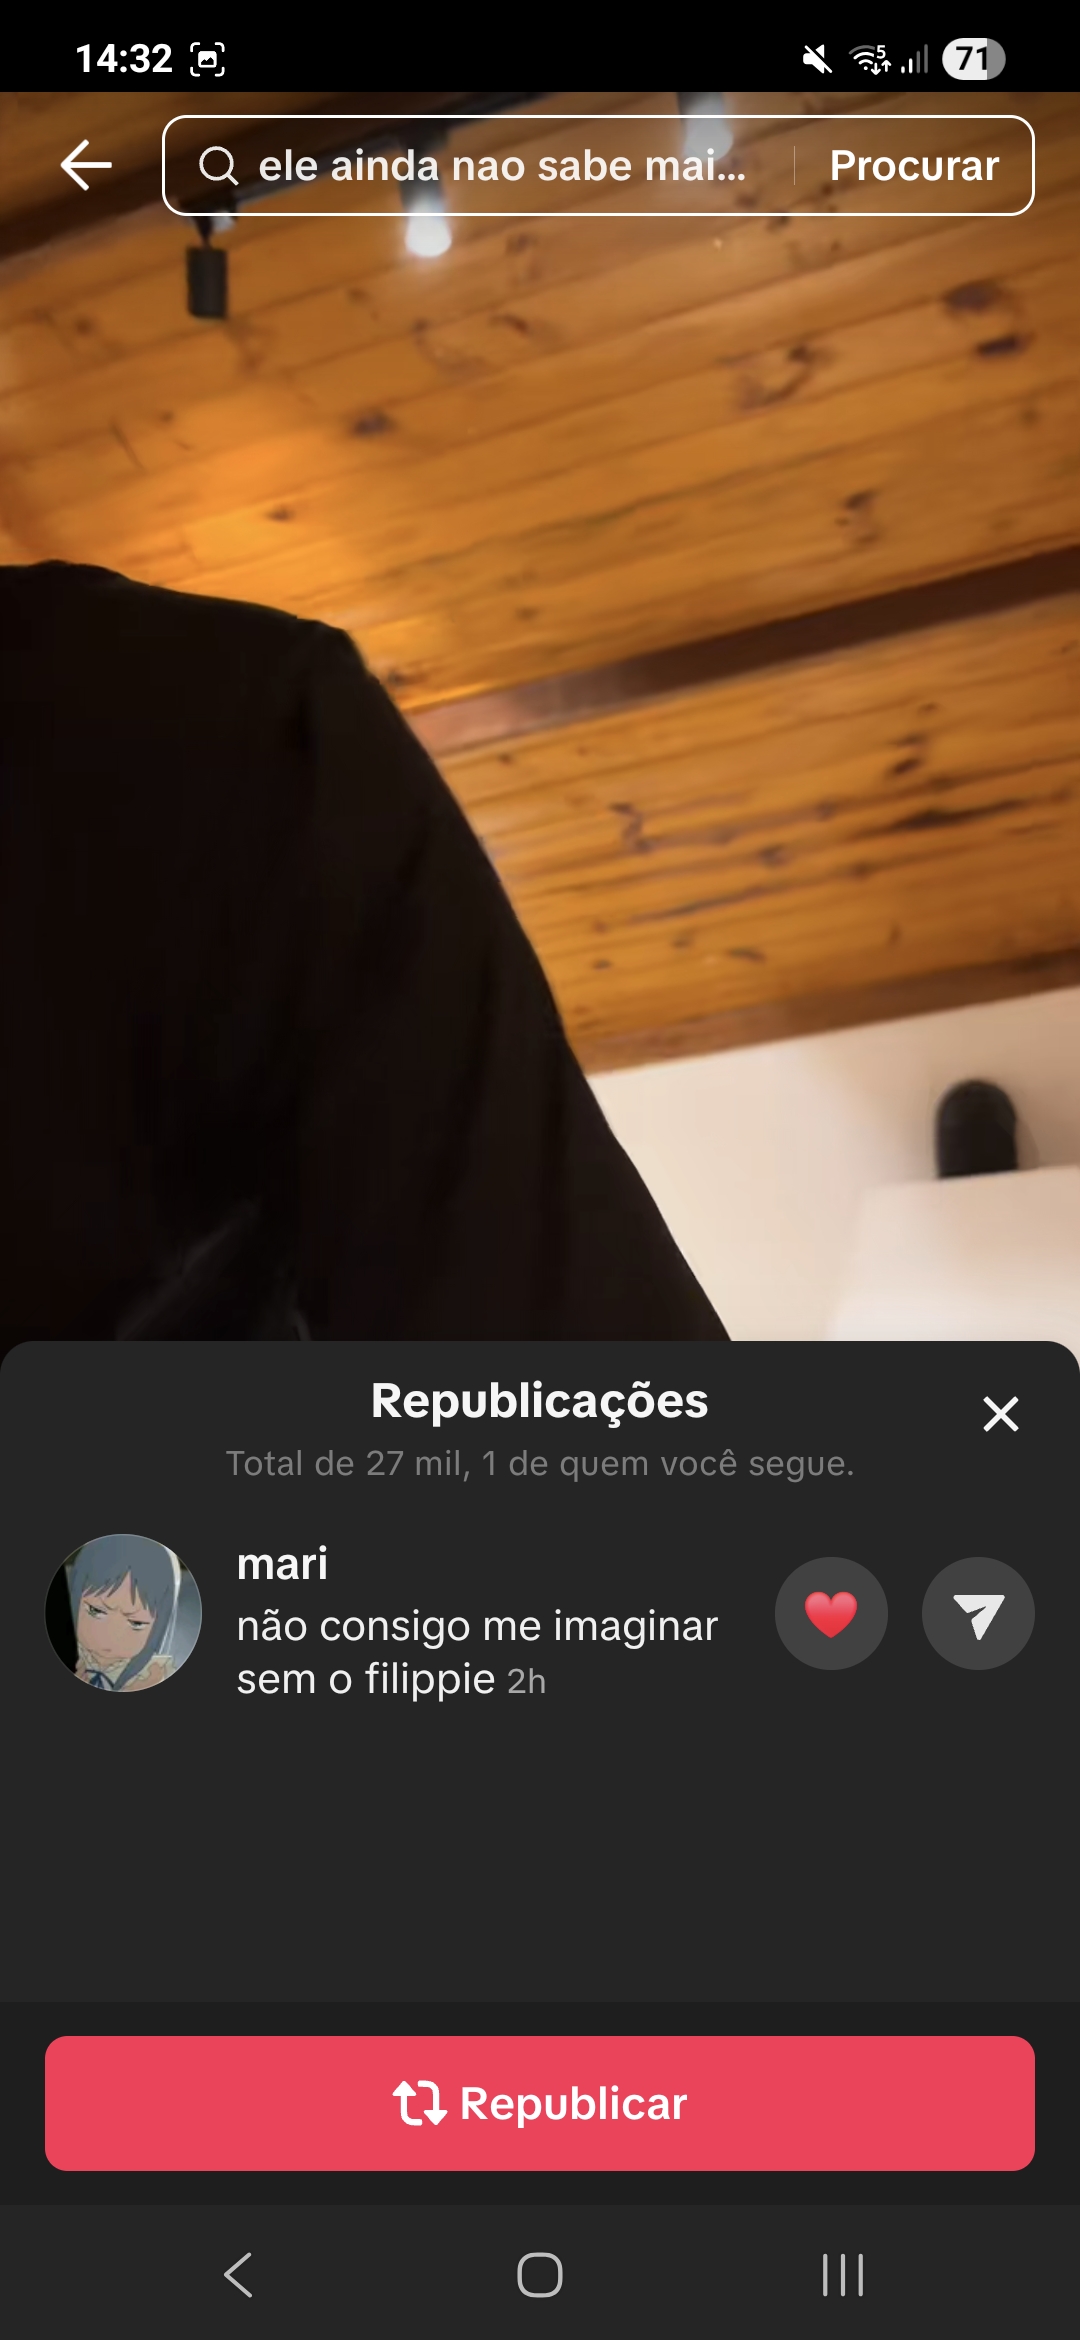 14:32
5
71
ele ainda nao sabe mai...
Procurar
Republicações
Total de 27 mil, 1 de quem você segue.
mari
não consigo me imaginar
sem o filippie 2h
Republicar